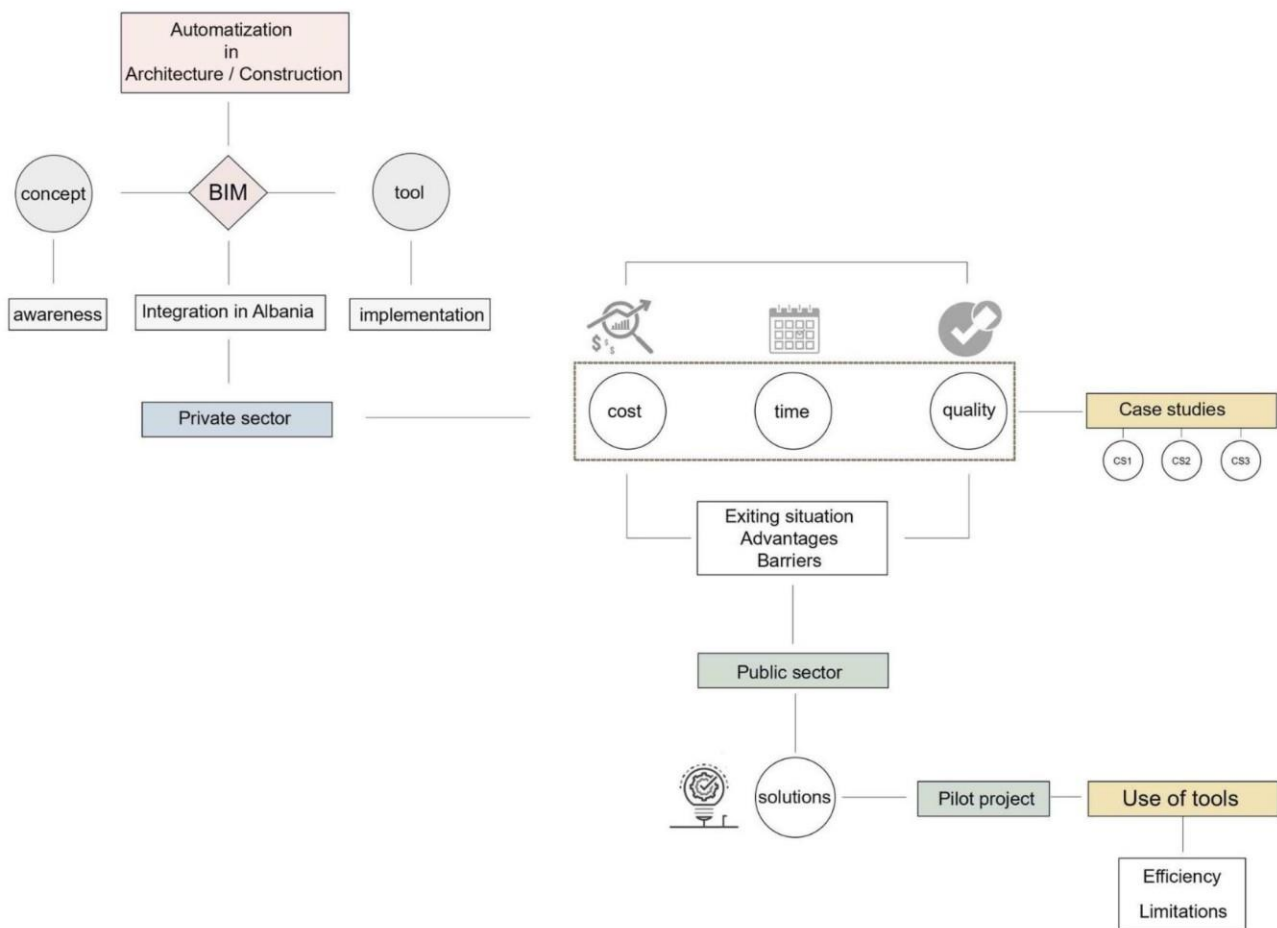 Automatization
in
Architecture / Construction
concept
BIM
tool
awareness
Integration in Albania
implementation
Private sector
$ $ $
cost
time
quality
Case studies
CS1
CS2
CS3
Exiting situation
Advantages
Barriers
Public sector
solutions
Pilot project
Use of tools
Efficiency
Limitations